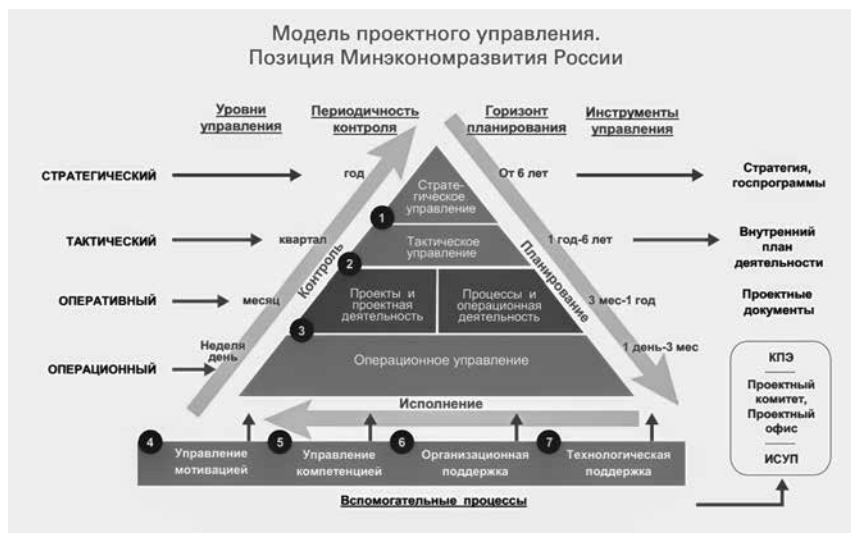 Модель проектного управления.
Позиция Минэкономразвития России
Уровни
управления
Периодичность
контроля
Горизонт
планирования
Инструменты
управления
СТРАТЕГИЧЕСКИЙ
год
Страте-
гическое
управление
От 6 лет
Стратегия,
госпрограммы
1
ТАКТИЧЕСКИЙ
квартал
Тактическое
управление
1 год-6 лет
Внутренний
план
деятельности
Контроль
Планирование
2
ОПЕРАТИВНЫЙ
месяц
Проекты и
проектная
деятельность
Процессы и
операционная
деятельность
3 мес-1 год
Проектные
документы
3
ОПЕРАЦИОННЫЙ
Неделя
день
Операционное управление
1 день-3 мес
КПЭ
Проектный
комитет,
Проектный
офис
ИСУП
Исполнение
4
Управление
мотивацией
5
Управление
компетенцией
6
Организационная
поддержка
7
Технологическая
поддержка
Вспомогательные процессы